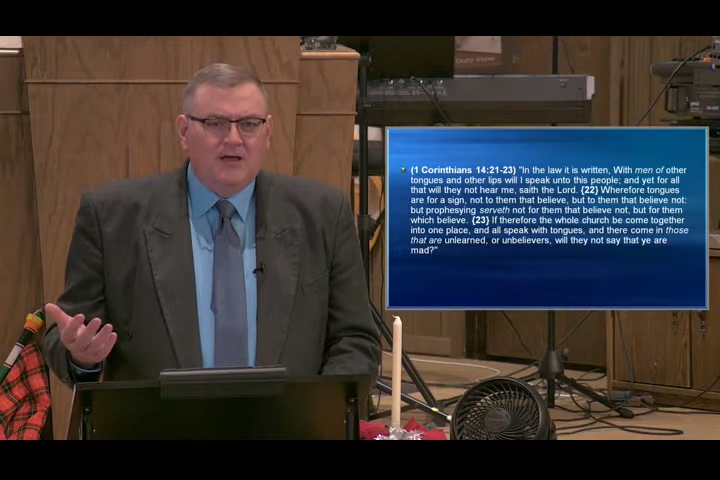 (1 Corinthians 14:21-23) "In the law it is written, With men of other
tongues and other lips will I speak unto this people; and yet for all
that will they not hear me, saith the Lord. {22} Wherefore tongues
are for a sign, not to them that believe, but to them that believe not:
but prophesying serveth not for them that believe not, but for them
which believe. {23} If therefore the whole church be come together
into one place, and all speak with tongues, and there come in those
that are unlearned, or unbelievers, will they not say that ye are
mad?"